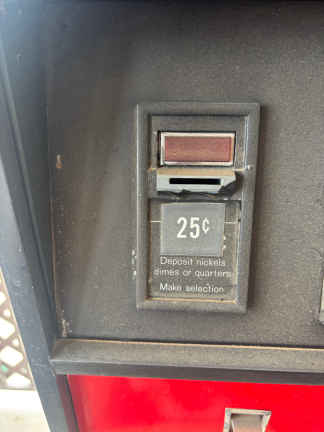 25¢
Deposit nickels
dimes or quarters
Make selection